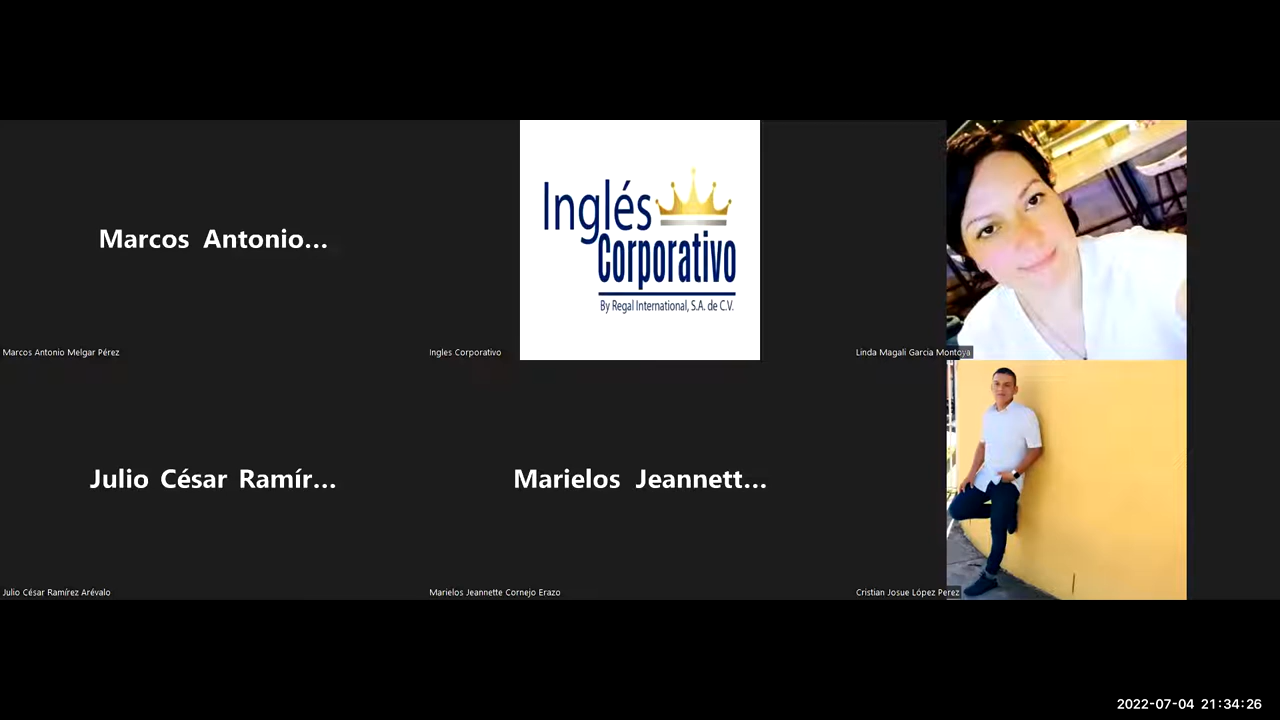 Marcos Antonio...
Marcos Antonio Melgar Pérez
Inglés
Corporativo
By Regal International, S.A. de C.V.
Ingles Corporativo
Linda Magali Garcia Montoya
Julio César Ramír...
Julio César Ramírez Arévalo
Marielos Jeannett...
Marielos Jeannette Cornejo Erazo
Cristian Josue López Perez
2022-07-04 21:34:26